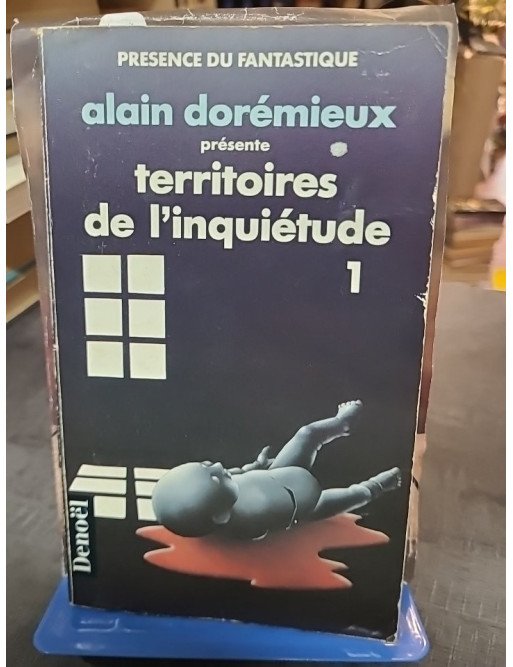 PRESENCE DU FANTASTIQUE
alain dorémieux
présente
territoires
de l'inquiétude
1
Denoël